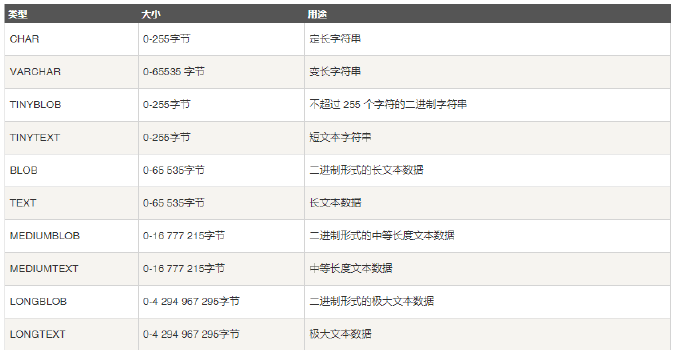 类型 大小 用途
CHAR 0-255字节 定长字符串
VARCHAR 0-65535 字节 变长字符串
TINYBLOB 0-255字节 不超过 255 个字符的二进制字符串
TINYTEXT 0-255字节 短文本字符串
BLOB 0-65 535字节 二进制形式的长文本数据
TEXT 0-65 535字节 长文本数据
MEDIUMBLOB 0-16 777 215字节 二进制形式的中等长度文本数据
MEDIUMTEXT 0-16 777 215字节 中等长度文本数据
LONGBLOB 0-4 294 967 295字节 二进制形式的极大文本数据
LONGTEXT 0-4 294 967 295字节 极大文本数据